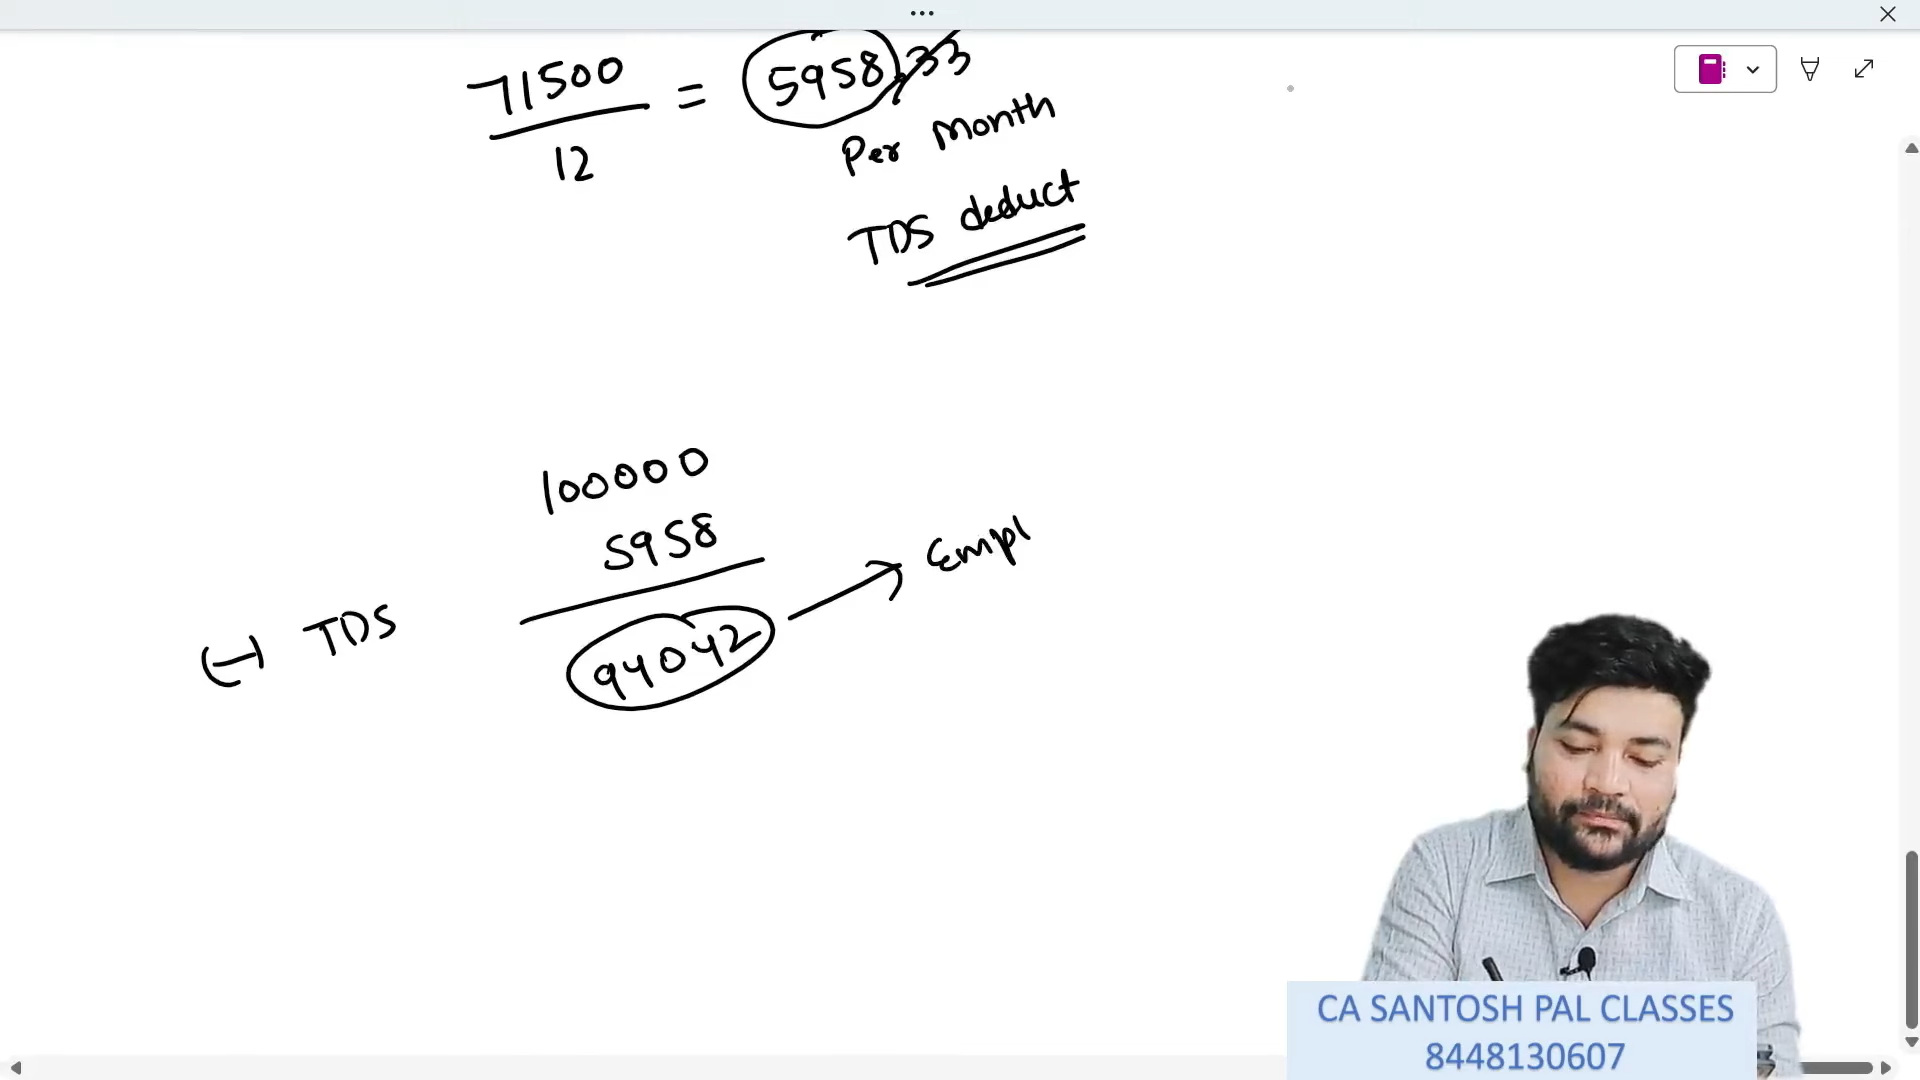 71500
12
= 5958.33
Per Month
TDS deduct
100000
(-) TDS 5958
94042 → Empl
CA SANTOSH PAL CLASSES
8448130607